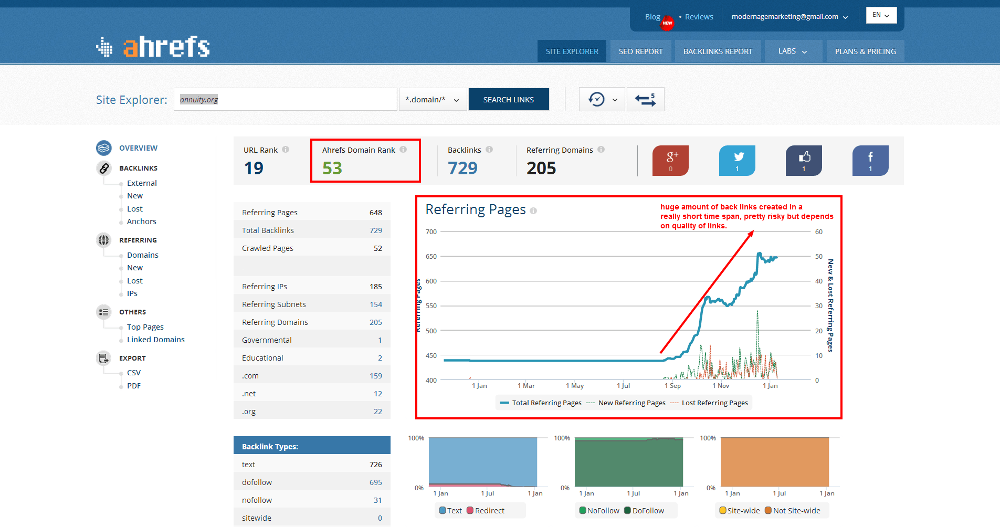 Blog
NEW
• Reviews
modernagemarketing@gmail.com
EN
ahrefs
SITE EXPLORER
SEO REPORT
BACKLINKS REPORT
LABS
PLANS & PRICING
Site Explorer:
annuity.org
*.domain/*
SEARCH LINKS
5
OVERVIEW
BACKLINKS
External
New
Lost
Anchors
REFERRING
Domains
New
Lost
IPs
OTHERS
Top Pages
Linked Domains
EXPORT
CSV
PDF
URL Rank
19
Ahrefs Domain Rank
53
Backlinks
729
Referring Domains
205
g+
0
1
1
f
1
Referring Pages 648
Total Backlinks 729
Crawled Pages 52
Referring IPs 185
Referring Subnets 154
Referring Domains 205
Governmental 1
Educational 2
.com 159
.net 12
.org 22
Backlink Types:
text 726
dofollow 695
nofollow 31
sitewide 0
Referring Pages
huge amount of back links created in a
really short time span, pretty risky but depends
on quality of links.
700 60
650 50
600 40
550 30
500 20
450 10
400 0
Referring Pages
New & Lost Referring Pages
1 Jan 1 Mar 1 May 1 Jul 1 Sep 1 Nov 1 Jan
Total Referring Pages New Referring Pages Lost Referring Pages
100%
0%
1 Jan 1 Jul 1 Jan
Text Redirect
100%
0%
1 Jan 1 Jul 1 Jan
NoFollow DoFollow
100%
0%
1 Jan 1 Jul 1 Jan
Site-wide Not Site-wide